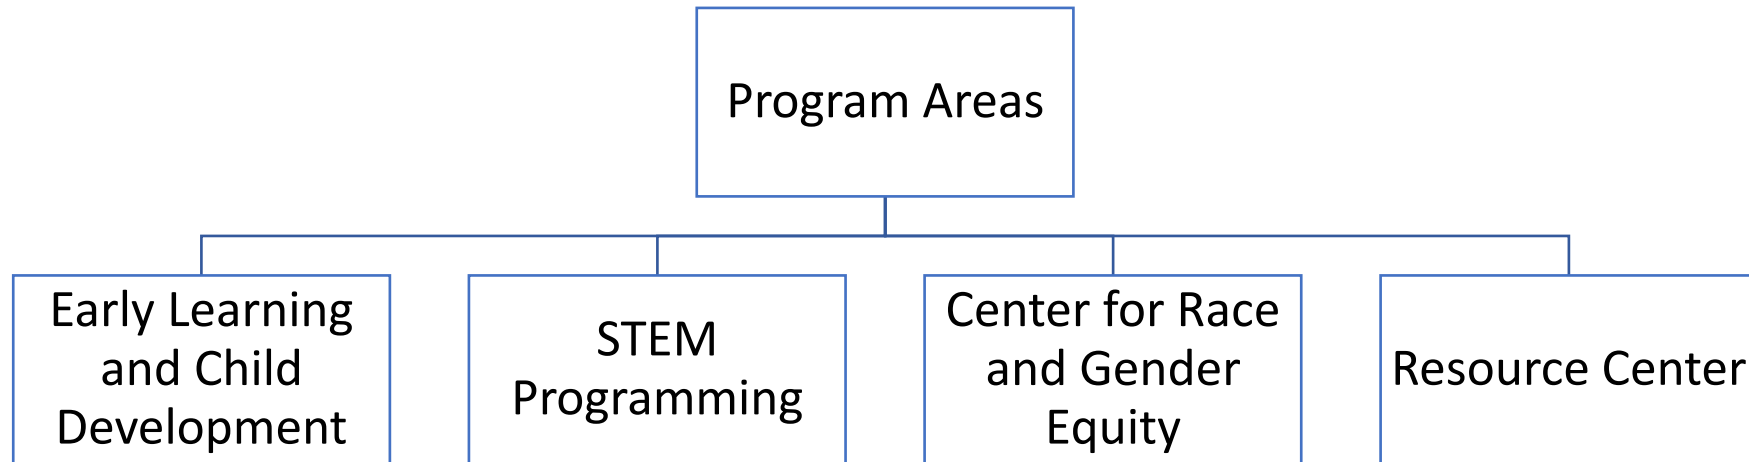 Program Areas
Early Learning
and Child
Development
STEM
Programming
Center for Race
and Gender
Equity
Resource Center